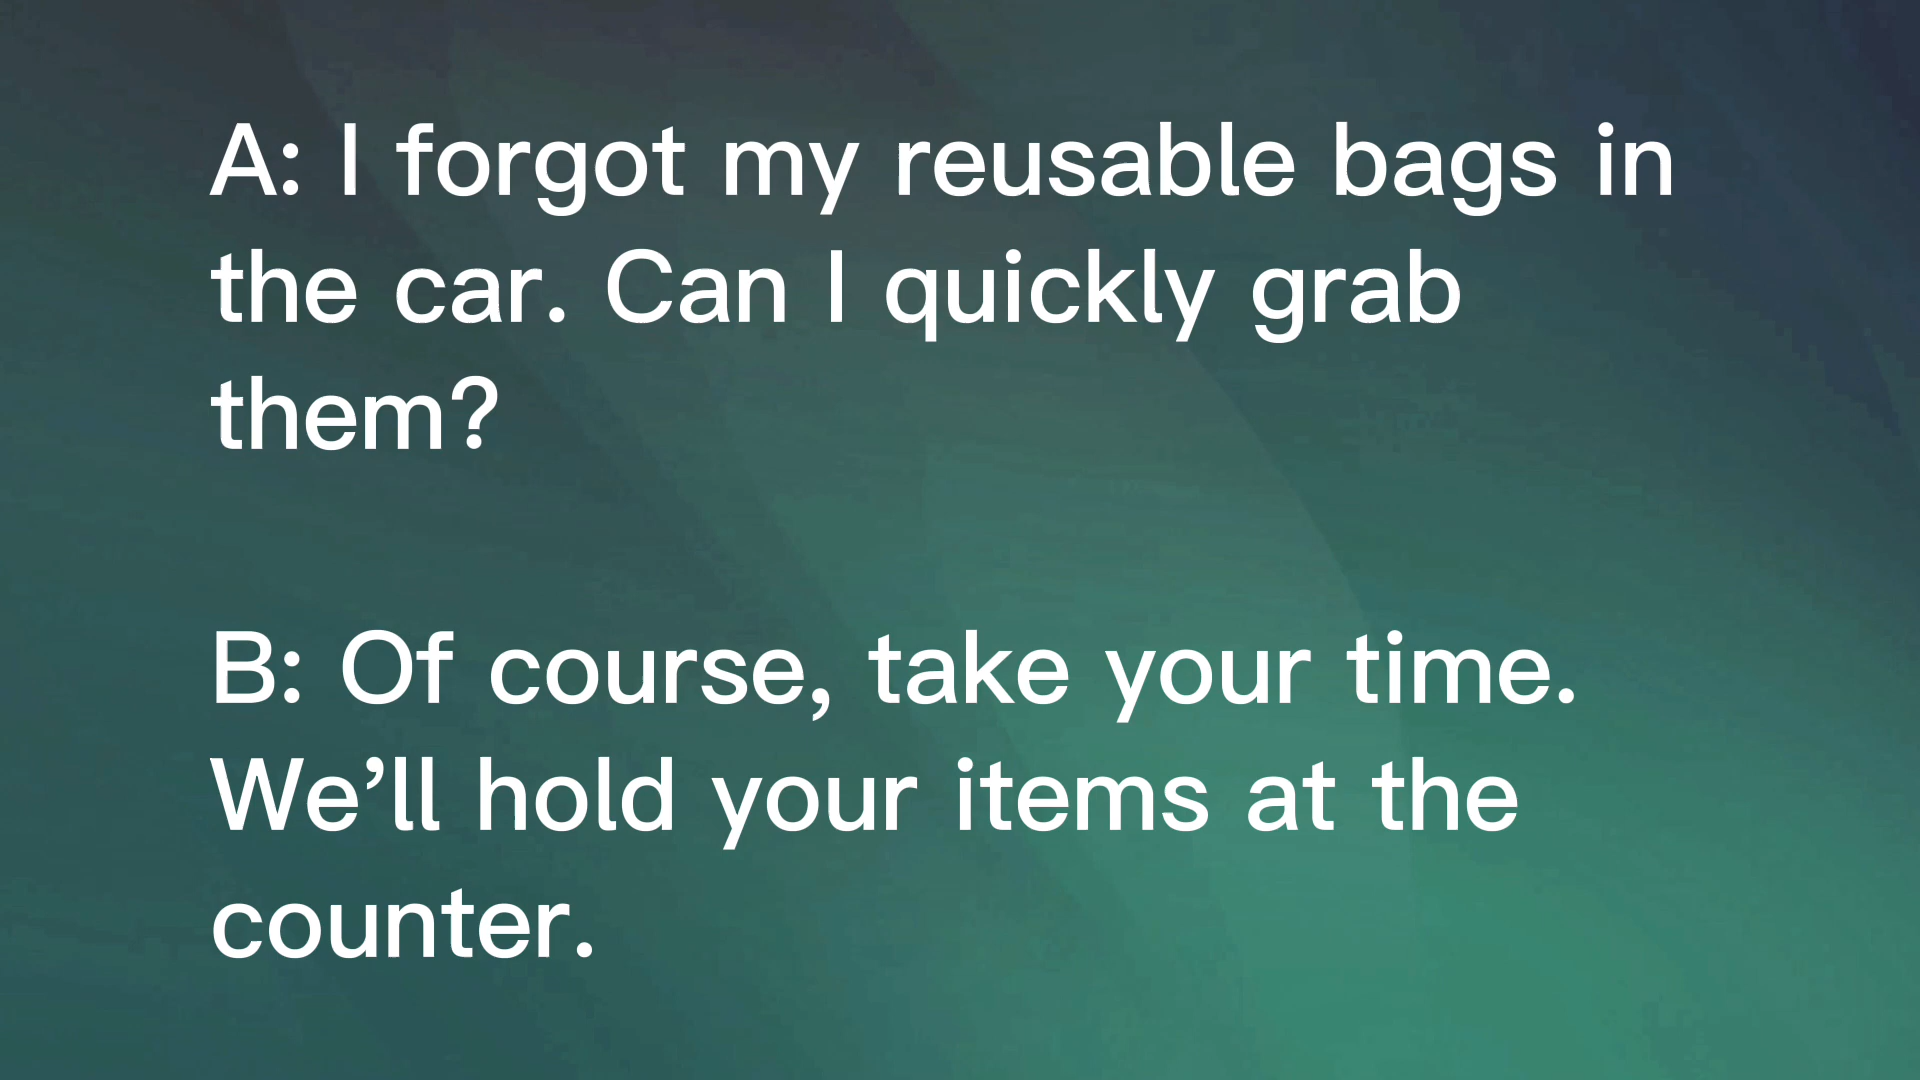 A: I forgot my reusable bags in
the car. Can I quickly grab
them?
B: Of course, take your time.
We’ll hold your items at the
counter.